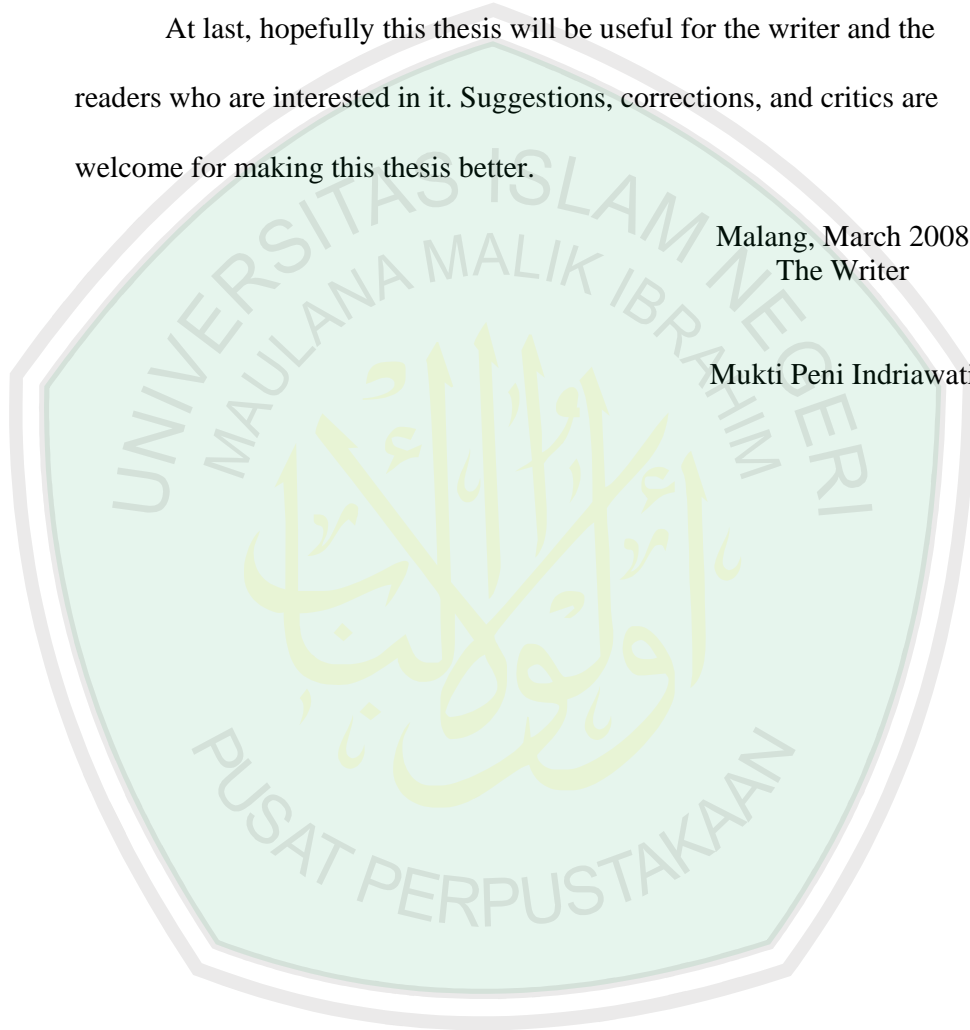 At last, hopefully this thesis will be useful for the writer and the
readers who are interested in it. Suggestions, corrections, and critics are
welcome for making this thesis better.
Malang, March 2008
The Writer
Mukti Peni Indriawati
UNIVERSITAS ISLAM NEGERI
MAULANA MALIK IBRAHIM
أولو الألباب
PUSAT PERPUSTAKAAN